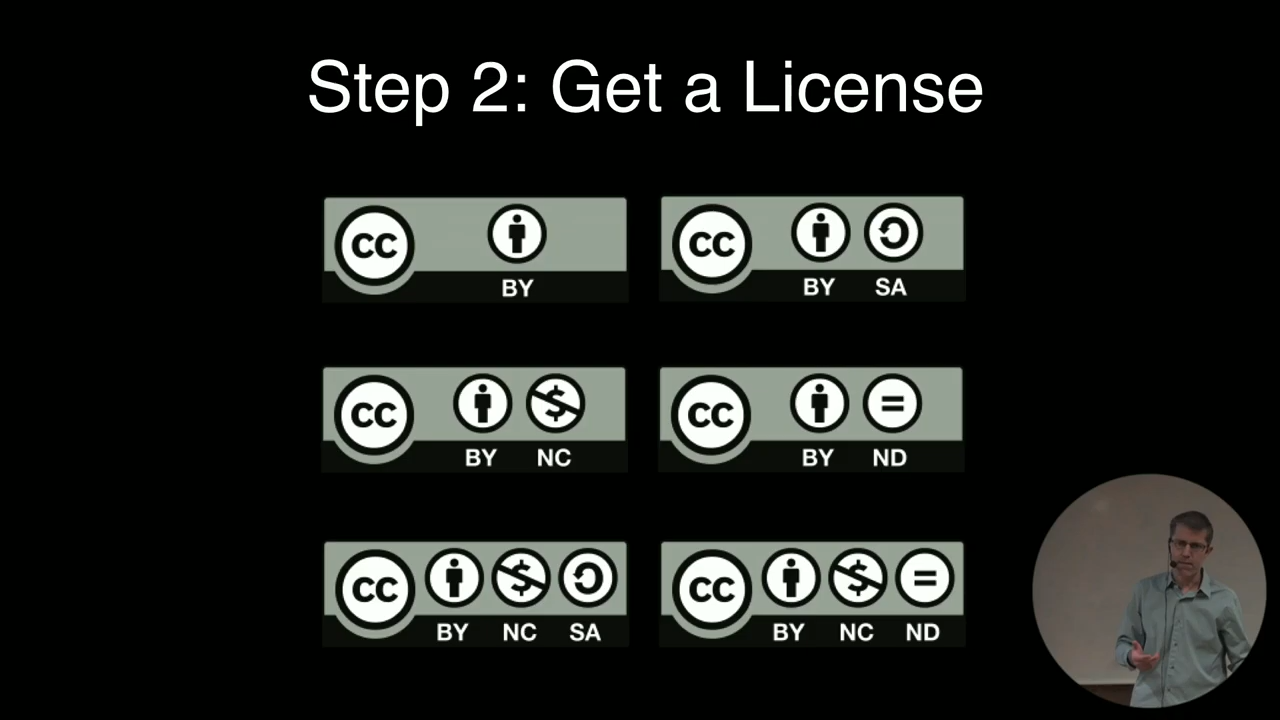 Step 2: Get a License
CC BY
CC BY SA
CC BY NC
CC BY ND
CC BY NC SA
CC BY NC ND